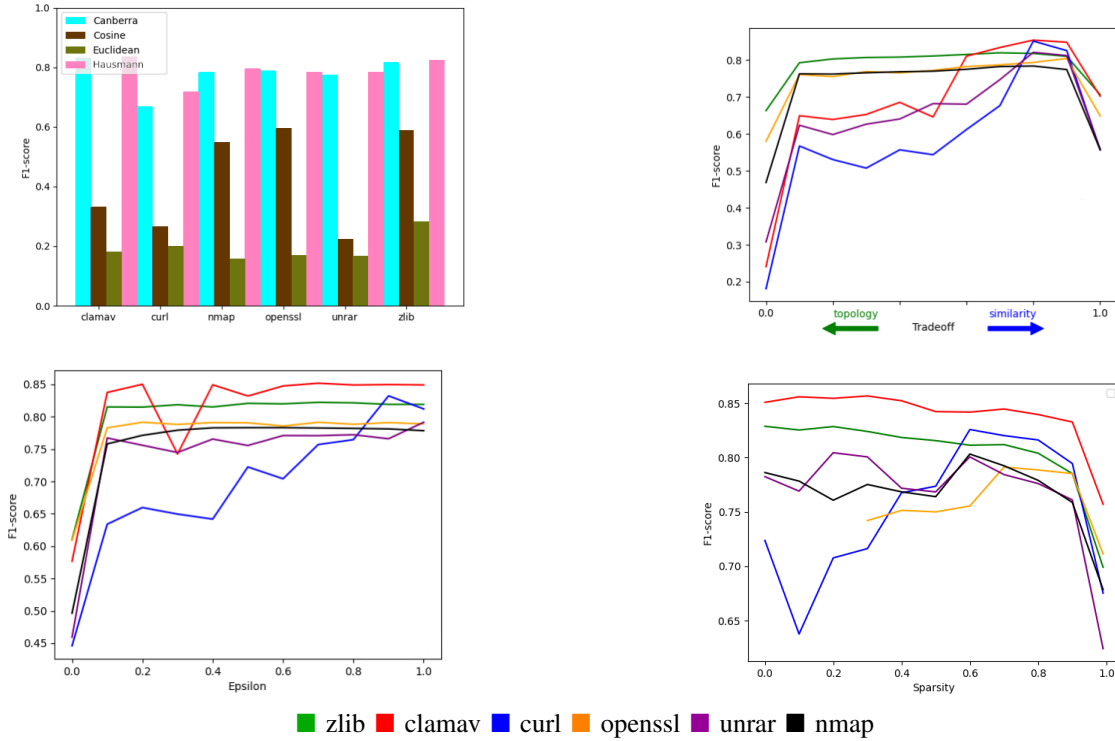 1.0
0.8
0.6
0.4
0.2
0.0
F1-score
Canberra
Cosine
Euclidean
Hausmann
clamav curl nmap openssl unrar zlib
0.8
0.7
0.6
0.5
0.4
0.3
0.2
F1-score
0.0 1.0
topology similarity
Tradeoff
0.85
0.80
0.75
0.70
0.65
0.60
0.55
0.50
0.45
F1-score
0.0 0.2 0.4 0.6 0.8 1.0
Epsilon
0.85
0.80
0.75
0.70
0.65
F1-score
0.0 0.2 0.4 0.6 0.8 1.0
Sparsity
zlib clamav curl openssl unrar nmap